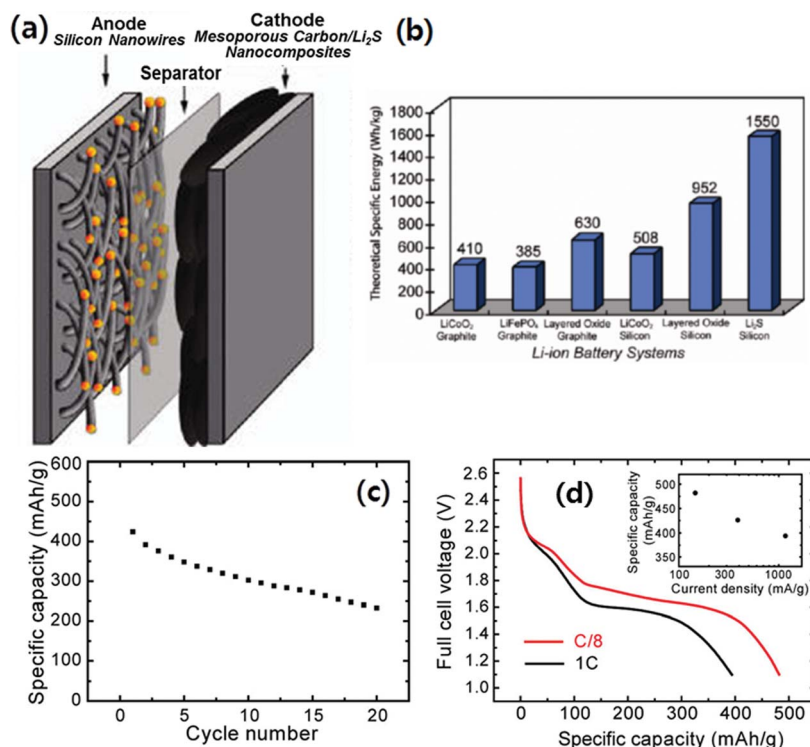 (a)
Anode
Silicon Nanowires
Separator
Cathode
Mesoporous Carbon/Li₂S
Nanocomposites
(b)
Theoretical Specific Energy (Wh/kg)
1800
1600
1400
1200
1000
800
600
400
200
0
410
385
630
508
952
1550
LiCoO₂
Graphite
LiFePO₄
Graphite
Layered Oxide
Graphite
LiCoO₂
Silicon
Layered Oxide
Silicon
Li₂S
Silicon
Li-ion Battery Systems
(c)
Specific capacity (mAh/g)
600
500
400
300
200
100
0
0 5 10 15 20
Cycle number
(d)
Full cell voltage (V)
2.6
2.4
2.2
2.0
1.8
1.6
1.4
1.2
1.0
C/8
1C
0 100 200 300 400 500
Specific capacity (mAh/g)
Specific capacity
(mAh/g)
500
450
400
350
100 400 1000
Current density (mA/g)